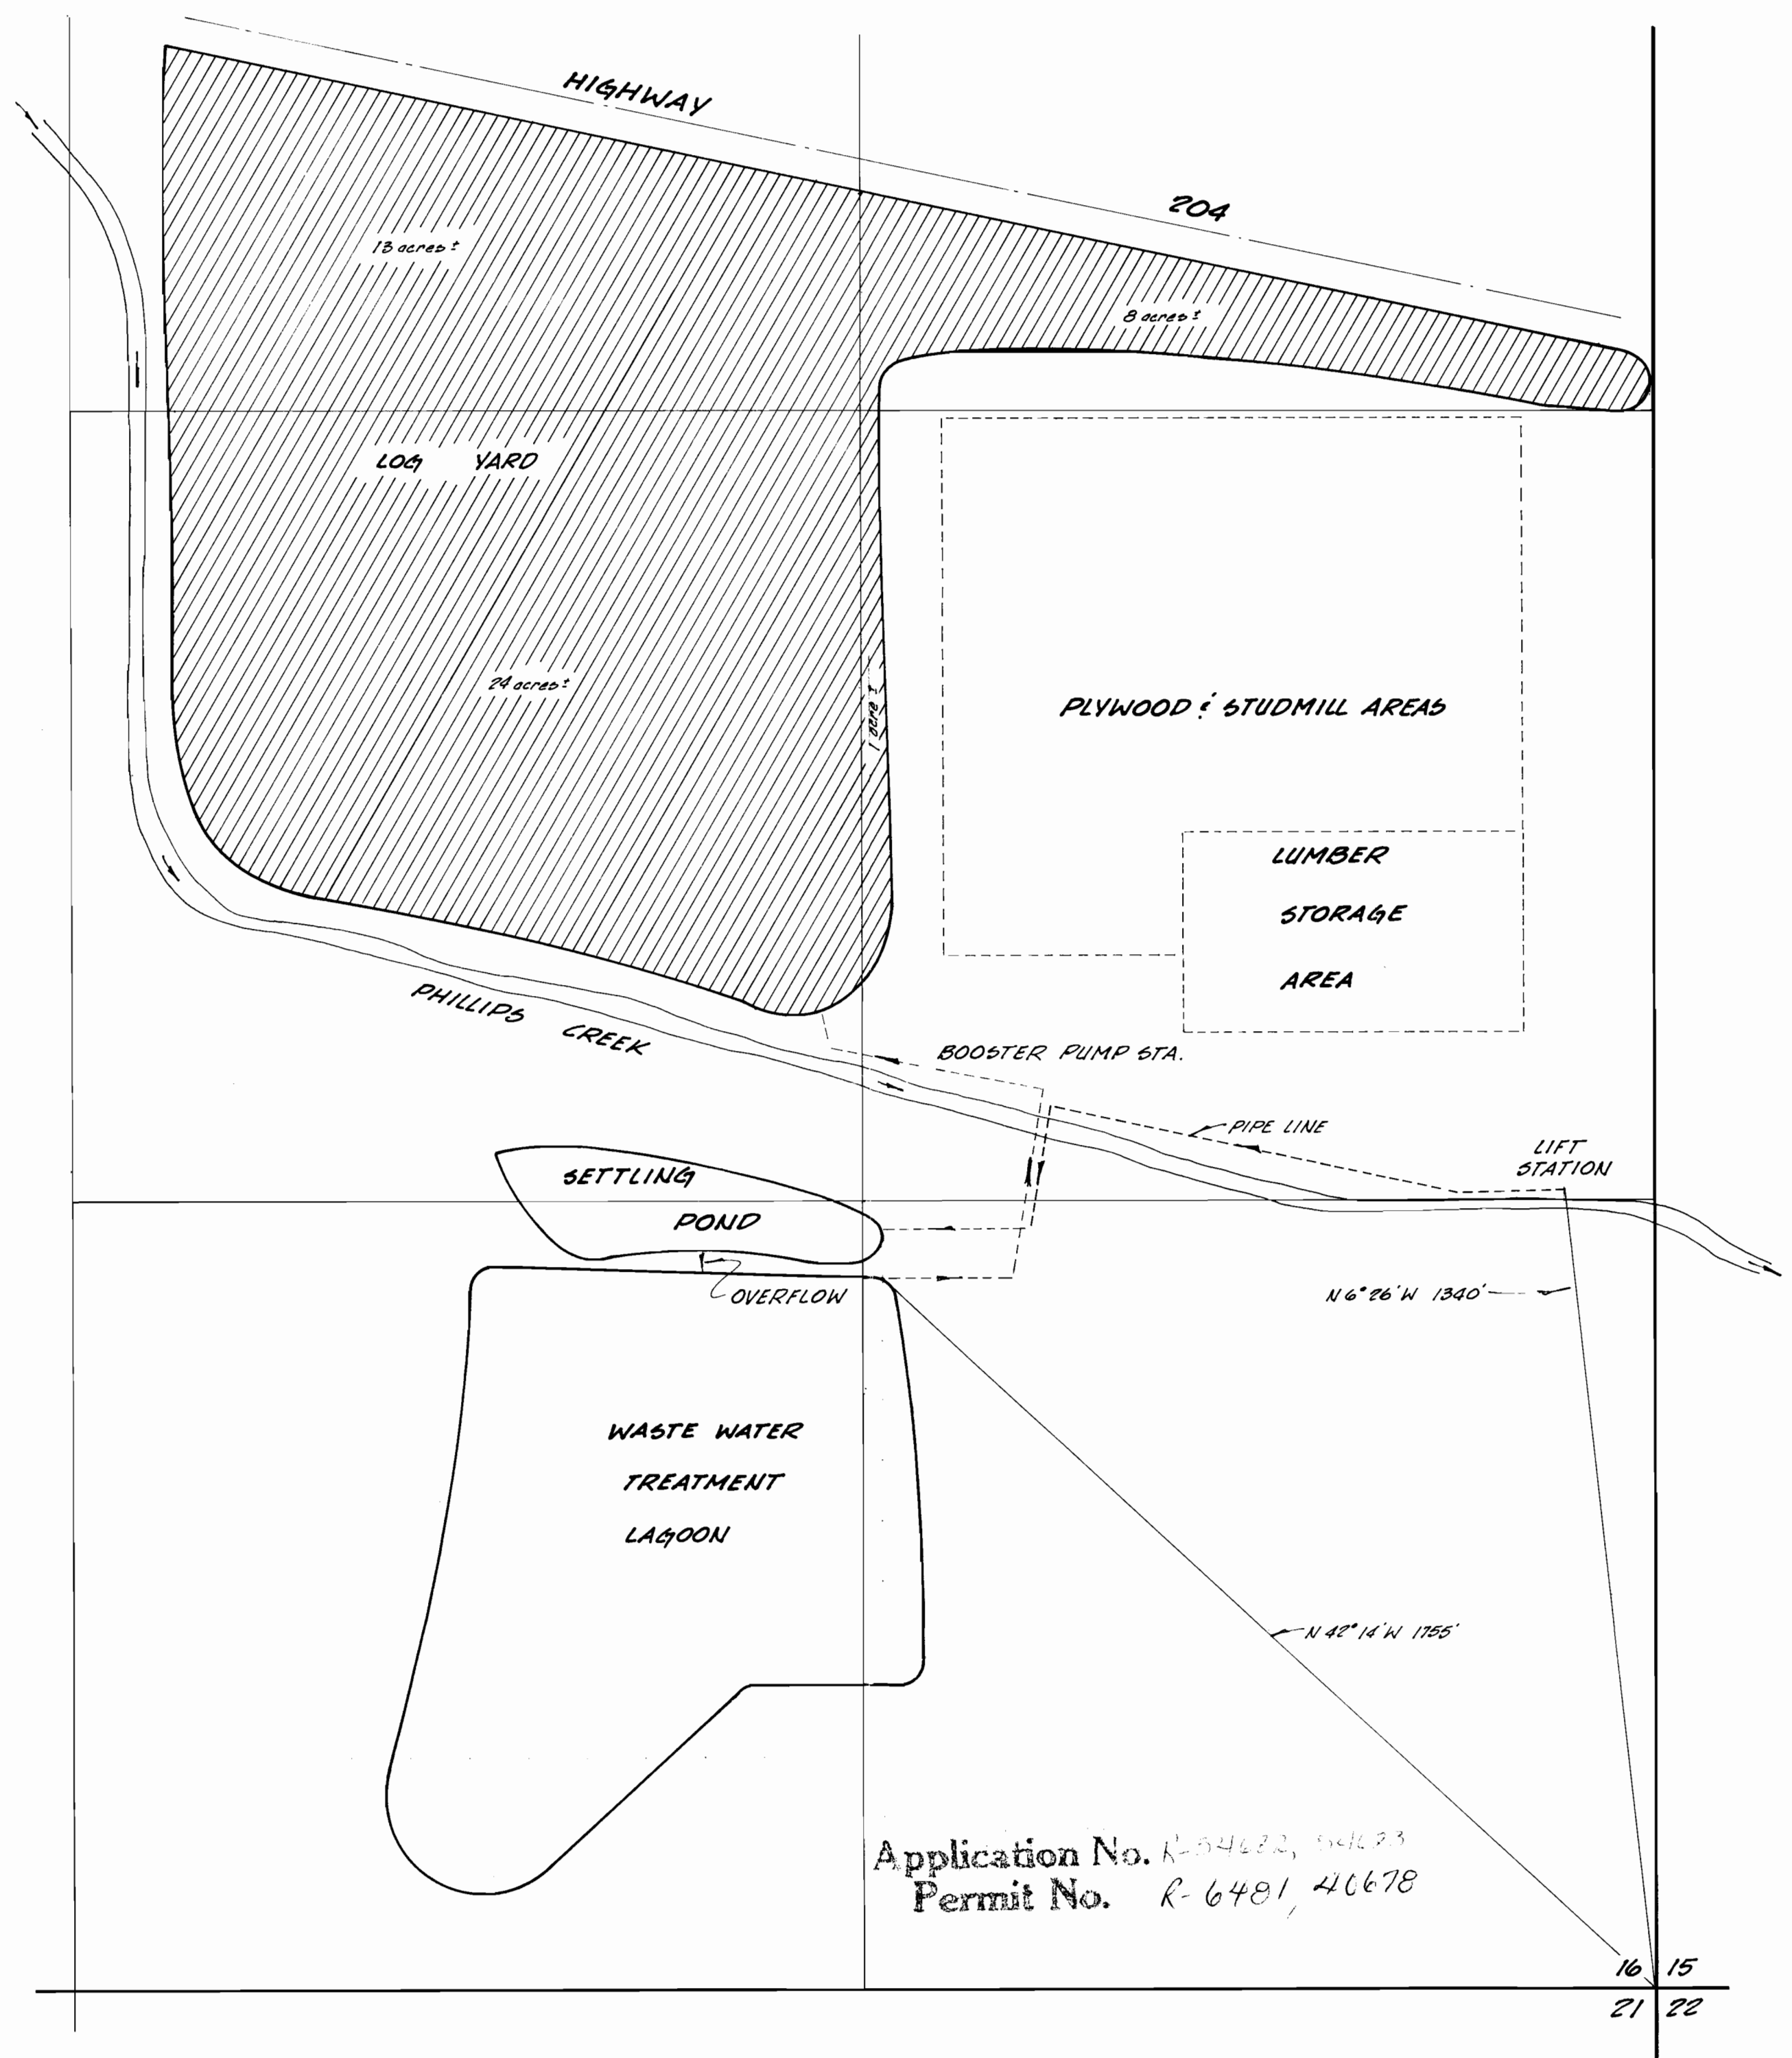 HIGHWAY
204
13 acres ±
8 acres ±
LOG YARD
24 acres ±
1 acre ±
PLYWOOD & STUDMILL AREAS
LUMBER
STORAGE
AREA
PHILLIPS CREEK
BOOSTER PUMP STA.
PIPE LINE
LIFT
STATION
SETTLING
POND
OVERFLOW
N 6° 26' W 1340'
WASTE WATER
TREATMENT
LAGOON
N 42° 14' W 1755'
Application No. R-54622, 54623
Permit No. R-6481, 40678
16 15
21 22